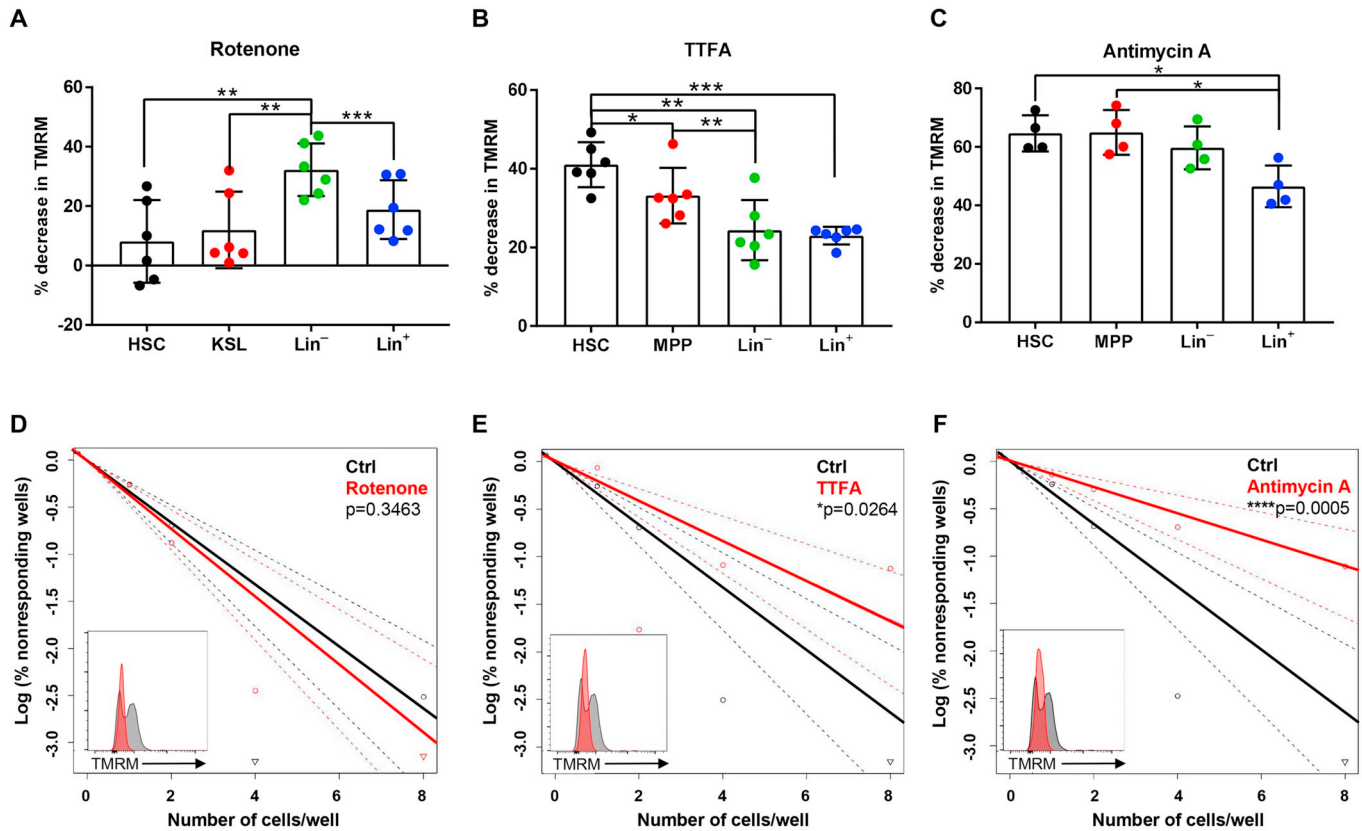 A
Rotenone
% decrease in TMRM
60
40
20
0
-20
**
**
***
HSC KSL Lin⁻ Lin⁺
B
TTFA
% decrease in TMRM
60
40
20
0
***
**
*
**
HSC MPP Lin⁻ Lin⁺
C
Antimycin A
% decrease in TMRM
80
60
40
20
0
*
*
HSC MPP Lin⁻ Lin⁺
D
Log (% nonresponding wells)
0.0
-0.5
-1.0
-1.5
-2.0
-2.5
-3.0
Ctrl
Rotenone
p=0.3463
TMRM
0 2 4 6 8
Number of cells/well
E
Log (% nonresponding wells)
0.0
-0.5
-1.0
-1.5
-2.0
-2.5
-3.0
Ctrl
TTFA
*p=0.0264
TMRM
0 2 4 6 8
Number of cells/well
F
Log (% nonresponding wells)
0.0
-0.5
-1.0
-1.5
-2.0
-2.5
-3.0
Ctrl
Antimycin A
****p=0.0005
TMRM
0 2 4 6 8
Number of cells/well